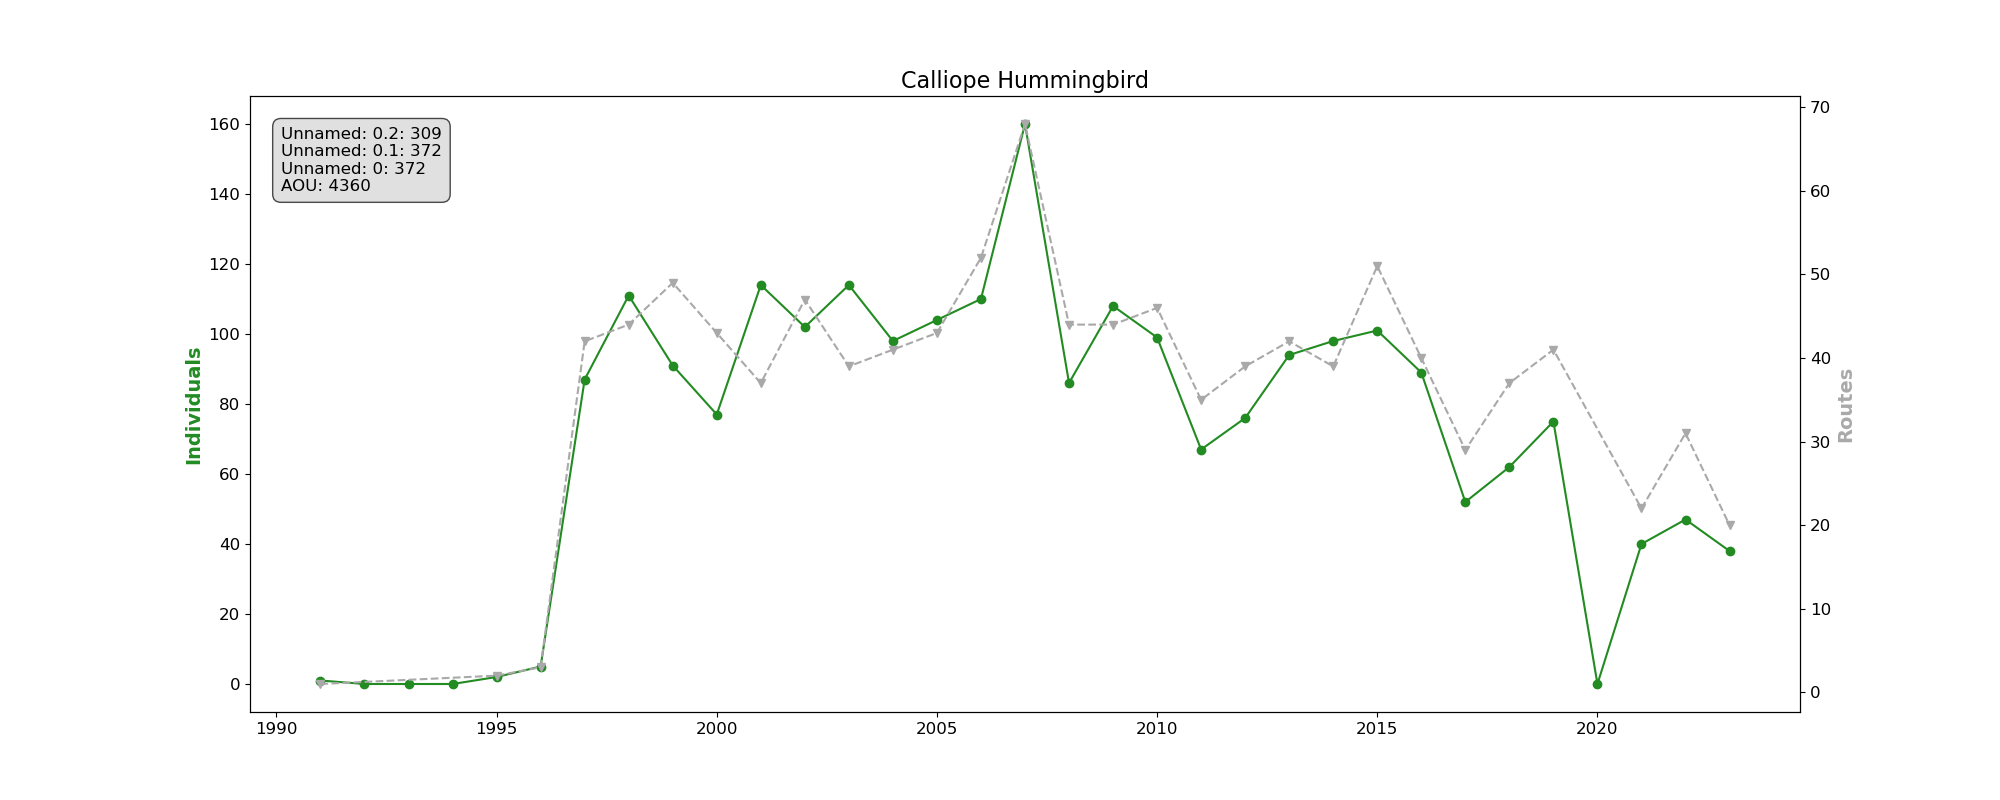 Calliope Hummingbird
Unnamed: 0.2: 309
Unnamed: 0.1: 372
Unnamed: 0: 372
AOU: 4360
Individuals
160
140
120
100
80
60
40
20
0
70
60
50
40
30
20
10
0
Routes
1990 1995 2000 2005 2010 2015 2020